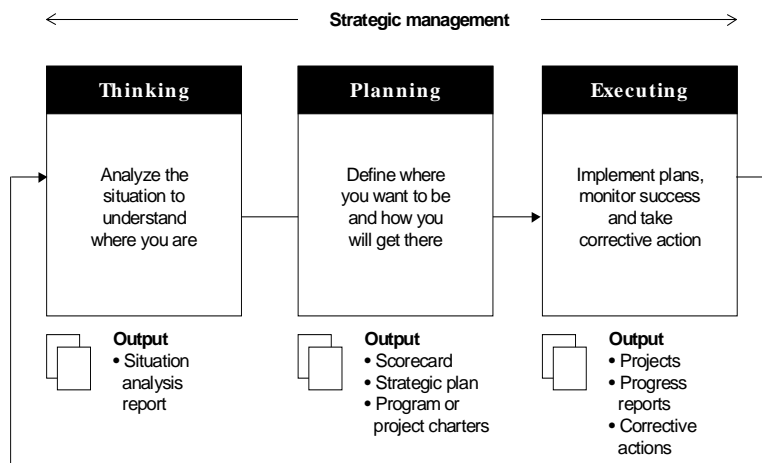 Strategic management
Thinking
Analyze the
situation to
understand
where you are
Output
• Situation
analysis
report
Planning
Define where
you want to be
and how you
will get there
Output
• Scorecard
• Strategic plan
• Program or
project charters
Executing
Implement plans,
monitor success
and take
corrective action
Output
• Projects
• Progress
reports
• Corrective
actions